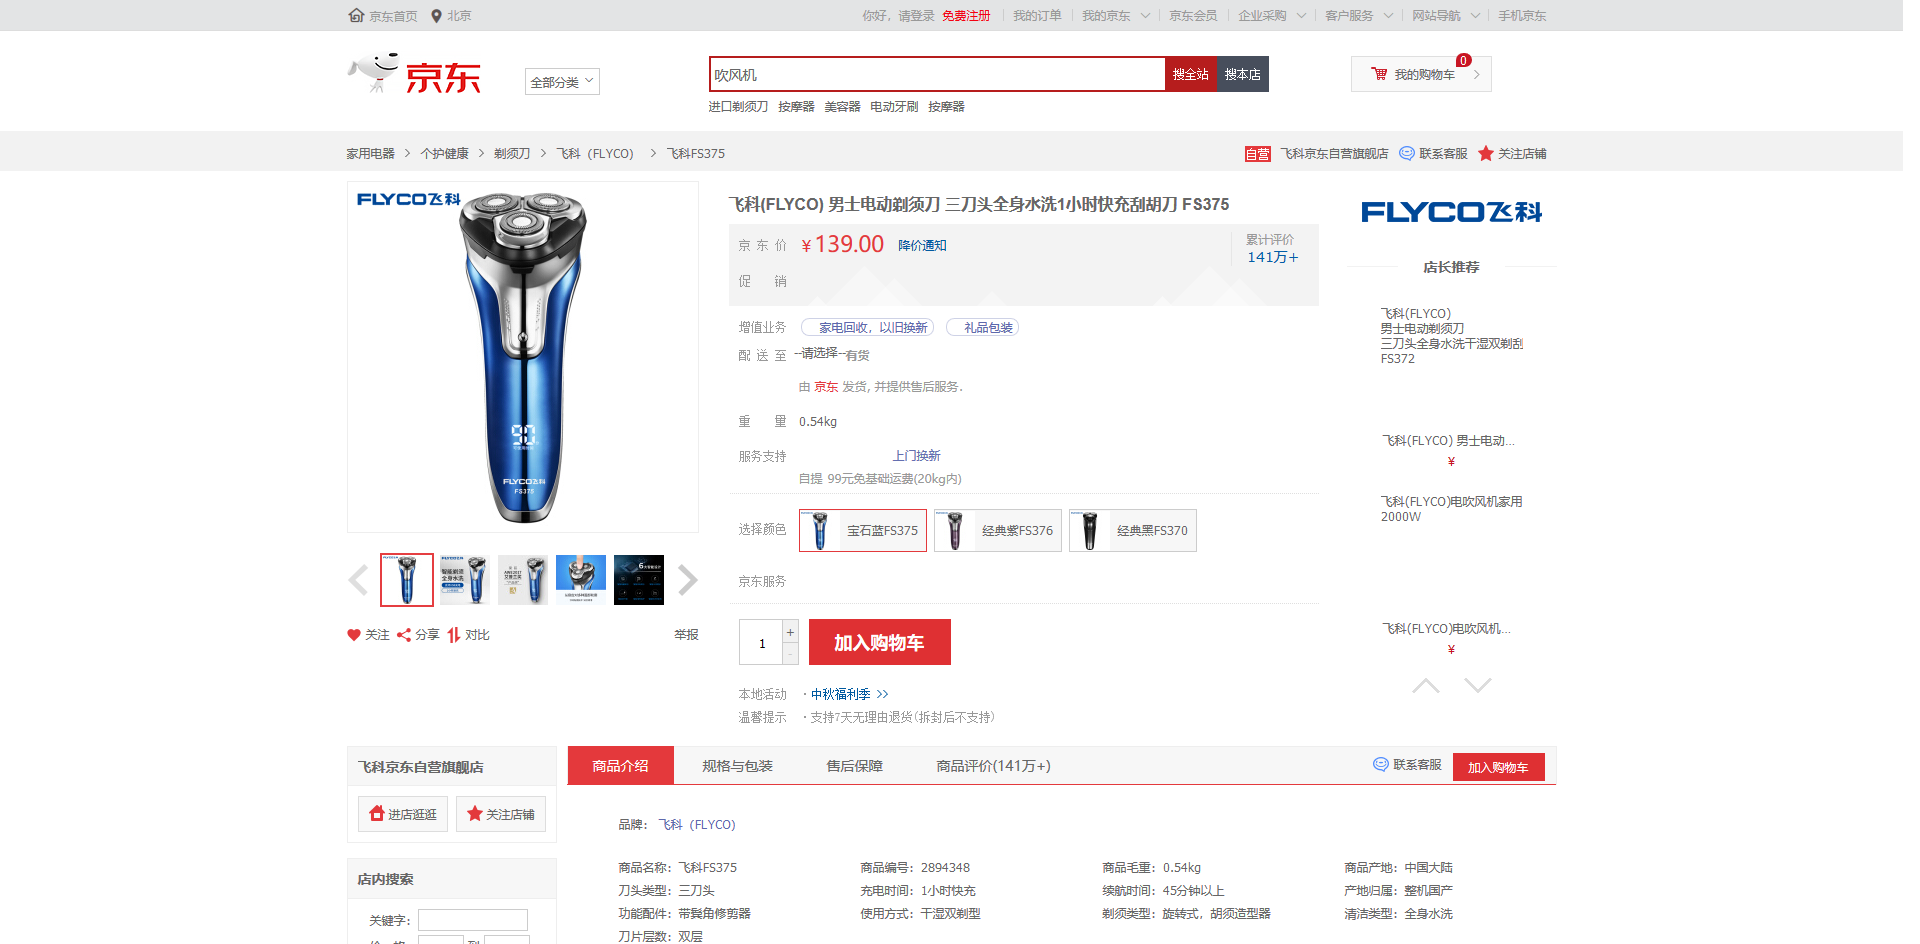 京东首页 北京
你好，请登录 免费注册 我的订单 我的京东 京东会员 企业采购 客户服务 网站导航 手机京东
京东
全部分类
吹风机
搜全站 搜本店
我的购物车 0
进口剃须刀 按摩器 美容器 电动牙刷 按摩器
家用电器 > 个护健康 > 剃须刀 > 飞科（FLYCO） > 飞科FS375
自营 飞科京东自营旗舰店 联系客服 关注店铺
FLYCO飞科
90
FLYCO飞科
FS375
关注 分享 对比 举报
飞科(FLYCO) 男士电动剃须刀 三刀头全身水洗1小时快充刮胡刀 FS375
京东价 ￥139.00 降价通知
累计评价
141万+
促销
增值业务 家电回收，以旧换新 礼品包装
配送至 --请选择--有货
由 京东 发货, 并提供售后服务.
重量 0.54kg
服务支持 上门换新
自提 99元免基础运费(20kg内)
选择颜色 宝石蓝FS375 经典紫FS376 经典黑FS370
京东服务
1 + -
加入购物车
本地活动 · 中秋福利季 >>
温馨提示 · 支持7天无理由退货(拆封后不支持)
FLYCO飞科
店长推荐
飞科(FLYCO)
男士电动剃须刀
三刀头全身水洗干湿双剃刮
FS372
飞科(FLYCO) 男士电动...
¥
飞科(FLYCO)电吹风机家用
2000W
飞科(FLYCO)电吹风机...
¥
飞科京东自营旗舰店
进店逛逛 关注店铺
店内搜索
关键字：
商品介绍 规格与包装 售后保障 商品评价(141万+) 联系客服 加入购物车
品牌： 飞科（FLYCO）
商品名称：飞科FS375 商品编号：2894348 商品毛重：0.54kg 商品产地：中国大陆
刀头类型：三刀头 充电时间：1小时快充 续航时间：45分钟以上 产地归属：整机国产
功能配件：带鬓角修剪器 使用方式：干湿双剃型 剃须类型：旋转式，胡须造型器 清洁类型：全身水洗
刀片层数：双层